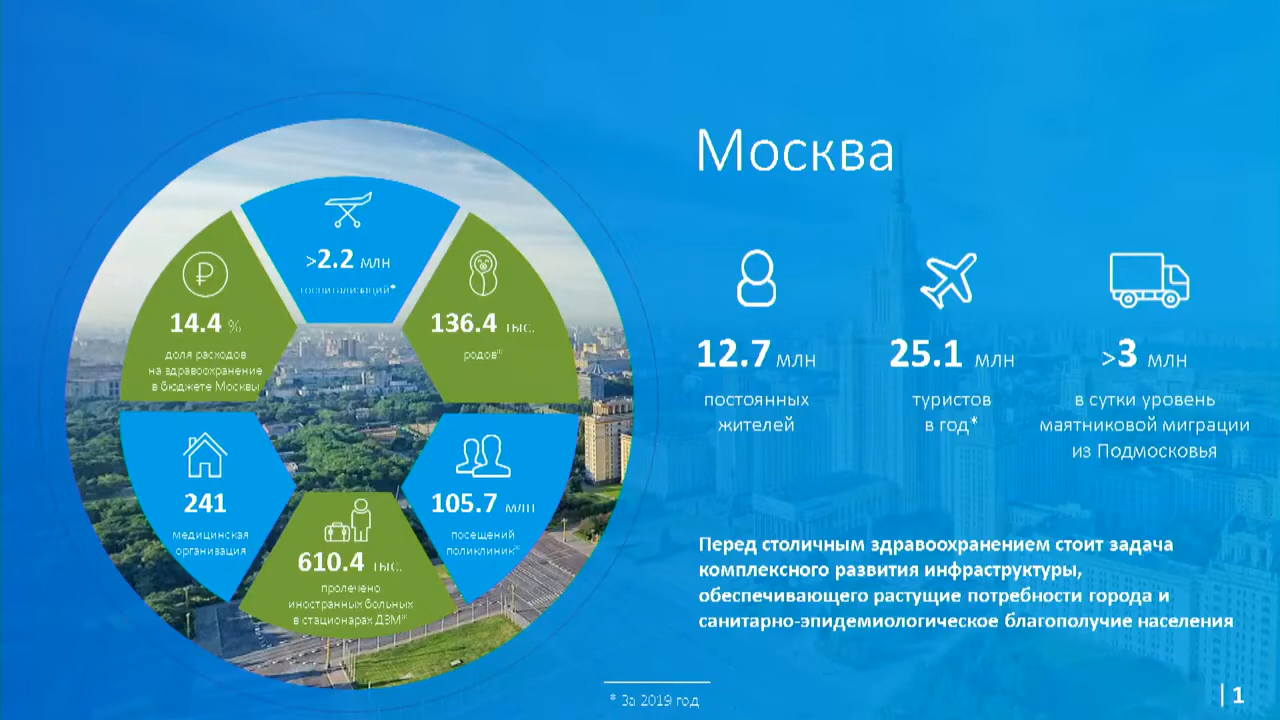 Москва
>2.2 млн
госпитализаций*
14.4 %
доля расходов
на здравоохранение
в бюджете Москвы
136.4 тыс.
родов*
241
медицинская
организация
105.7 млн
посещений
поликлиник*
610.4 тыс.
пролечено
иностранных больных
в стационарах ДЗМ*
12.7 млн
постоянных
жителей
25.1 млн
туристов
в год*
>3 млн
в сутки уровень
маятниковой миграции
из Подмосковья
Перед столичным здравоохранением стоит задача
комплексного развития инфраструктуры,
обеспечивающего растущие потребности города и
санитарно-эпидемиологическое благополучие населения
* За 2019 год
| 1